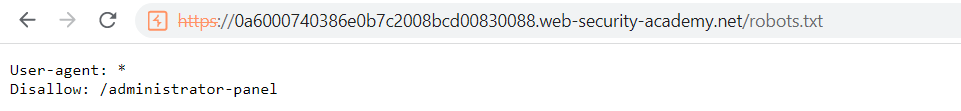 https://0a6000740386e0b7c2008bcd00830088.web-security-academy.net/robots.txt
User-agent: *
Disallow: /administrator-panel